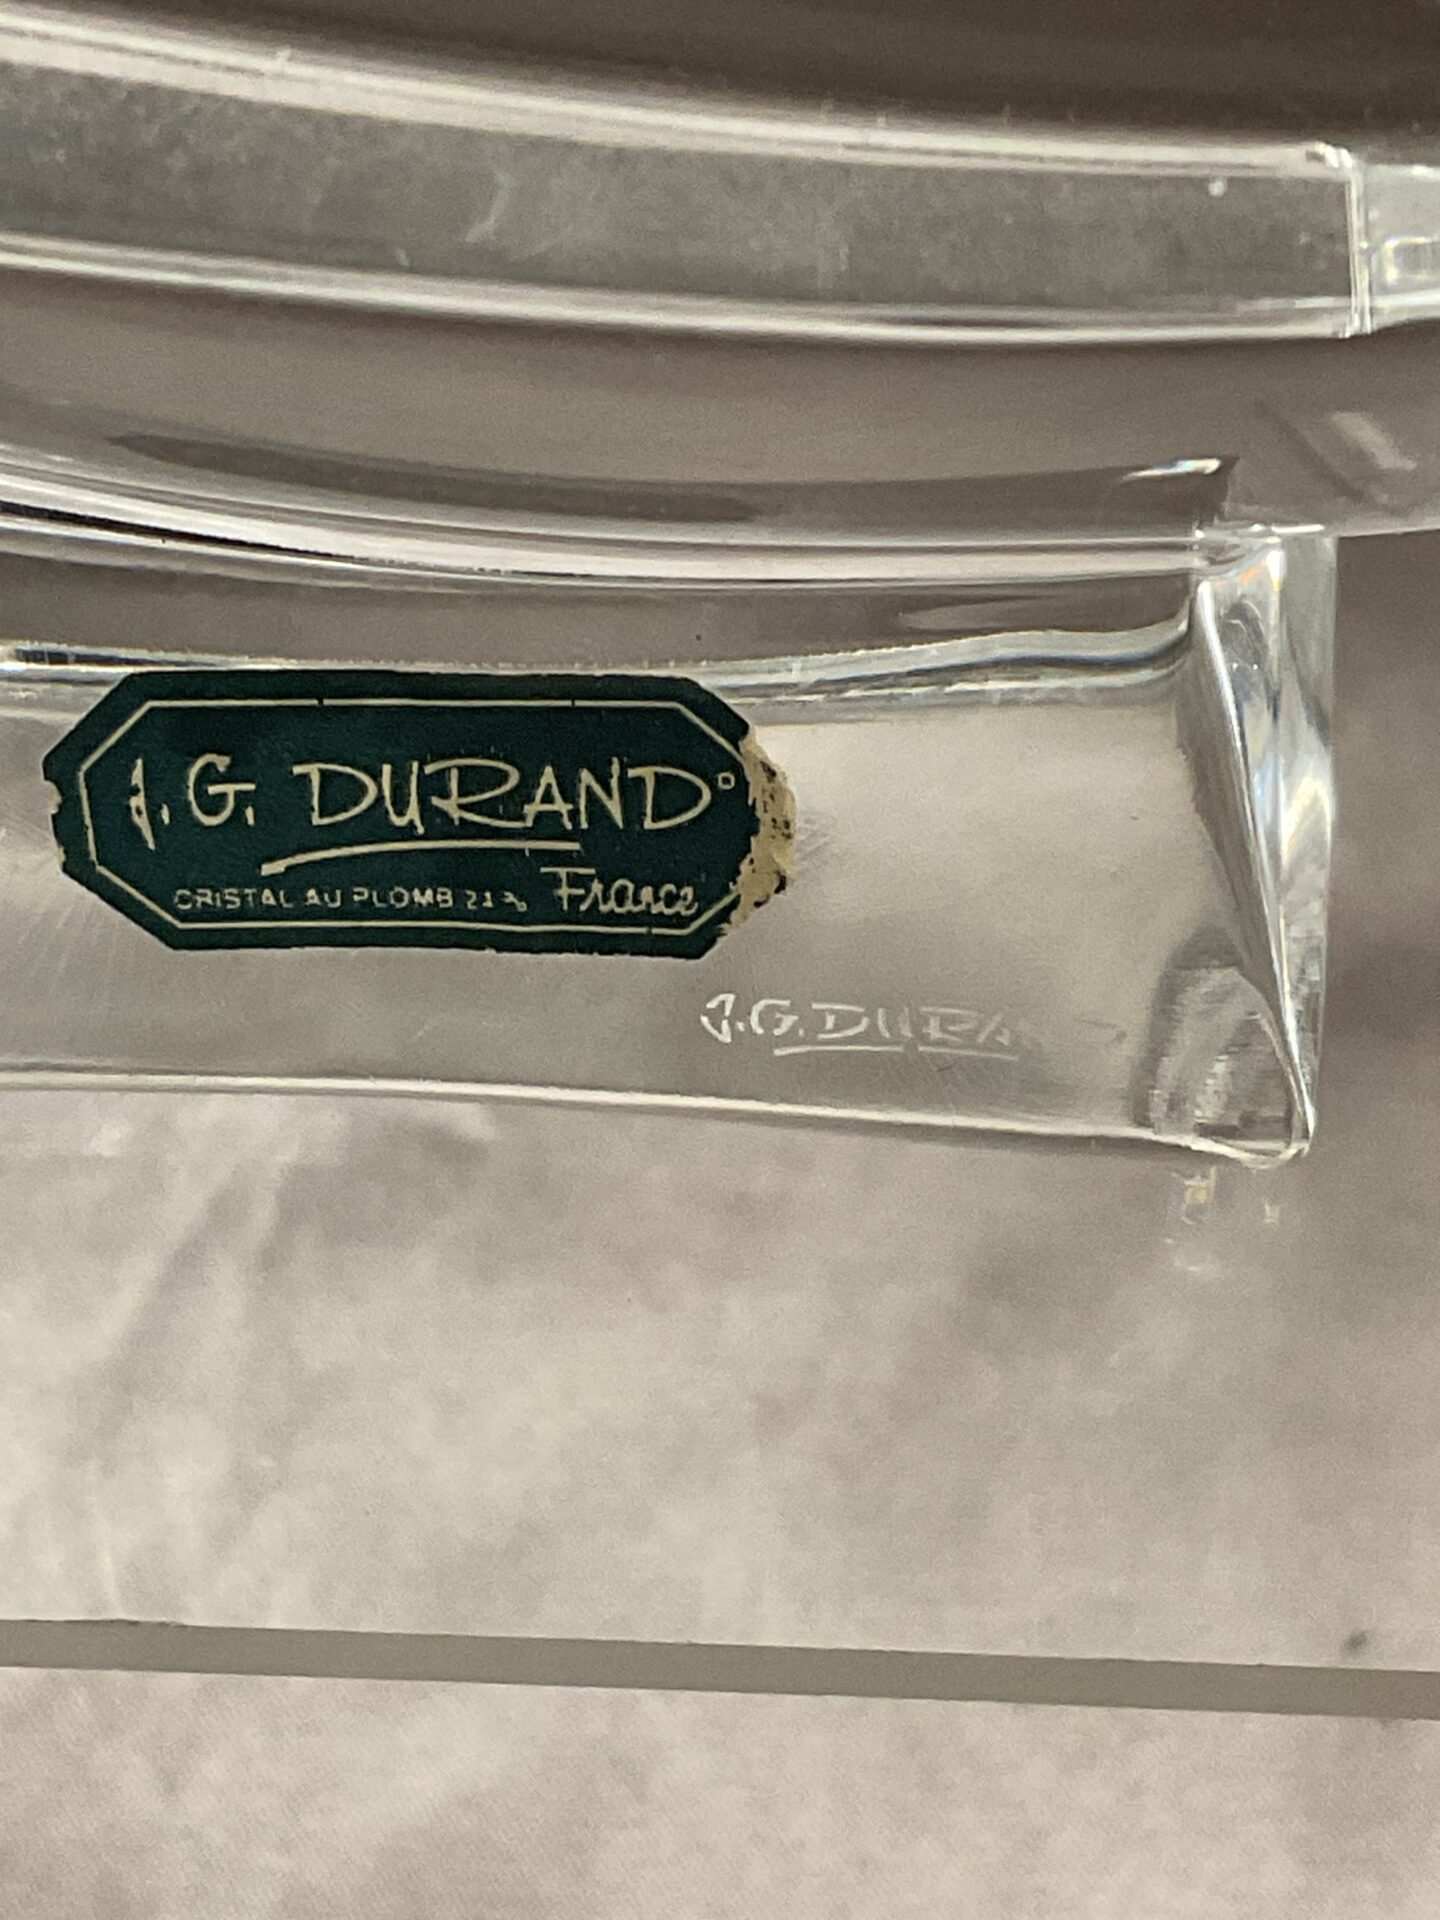 J. G. DURAND
CRISTAL AU PLOMB 24 % France
J.G. DURA